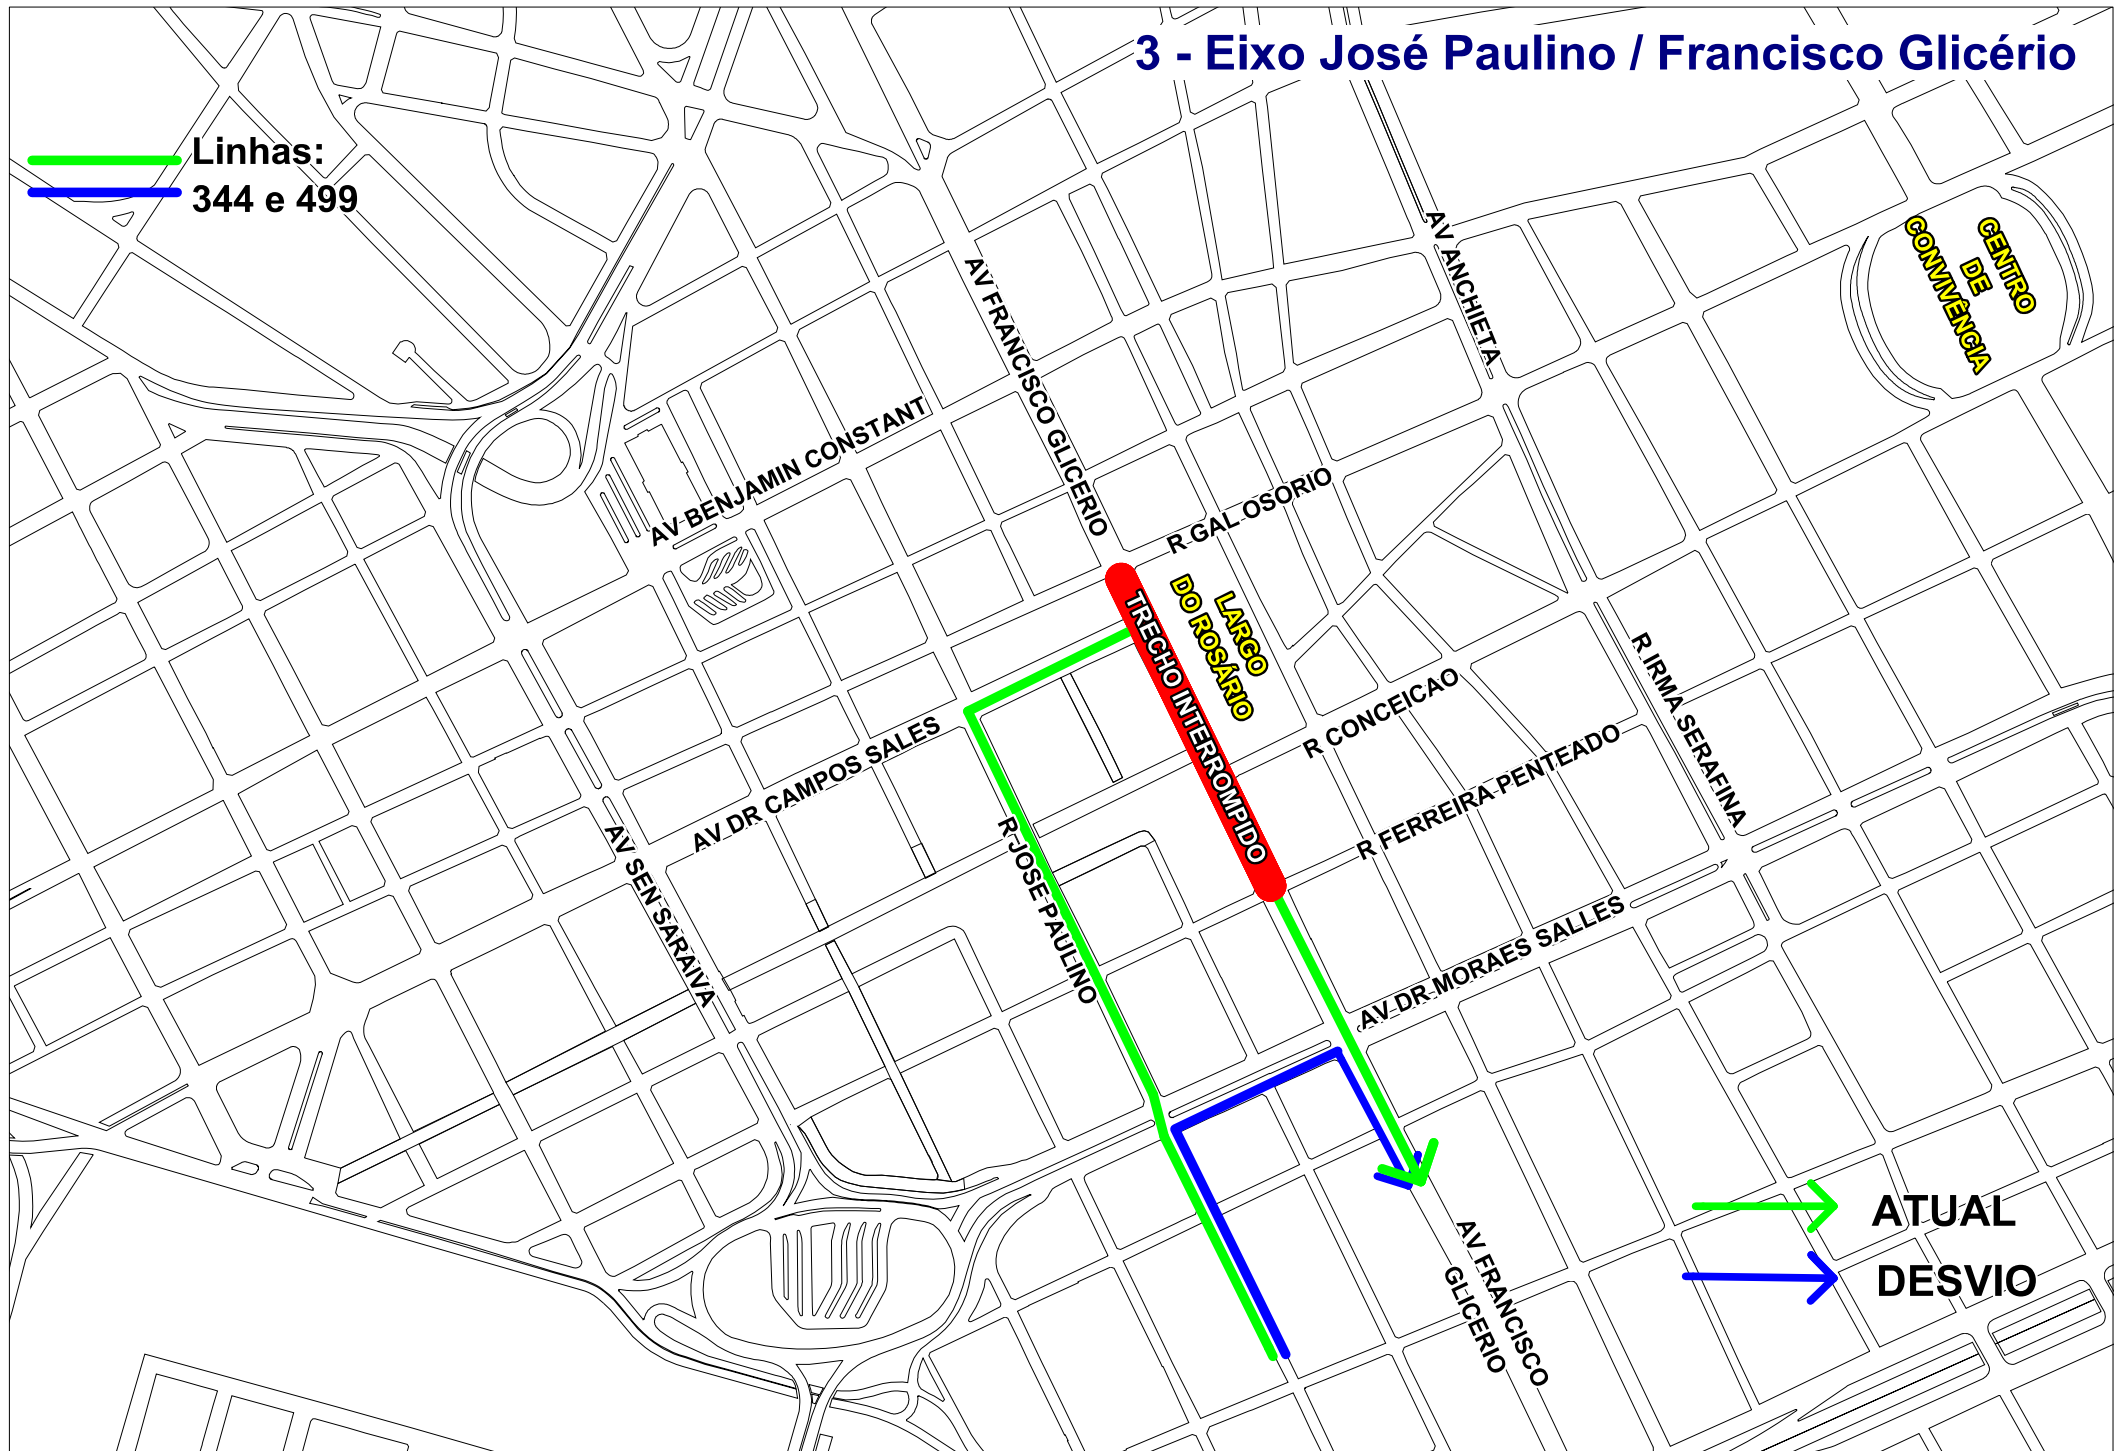 3 - Eixo José Paulino / Francisco Glicério
Linhas:
344 e 499
AV ANCHIETA
CENTRO
DE
CONVIVÊNCIA
AV FRANCISCO GLICERIO
AV BENJAMIN CONSTANT
R GAL OSORIO
LARGO
DO ROSÁRIO
TRECHO INTERROMPIDO
R CONCEICAO
R IRMA SERAFINA
AV DR CAMPOS SALES
R FERREIRA PENTEADO
AV SEN SARAIVA
R JOSE PAULINO
AV DR MORAES SALLES
ATUAL
DESVIO
AV FRANCISCO
GLICERIO